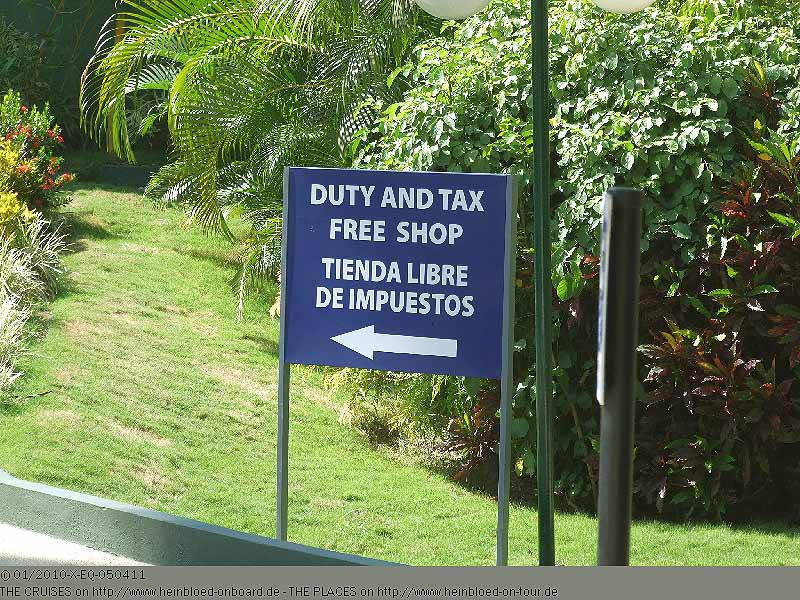 DUTY AND TAX
FREE SHOP
TIENDA LIBRE
DE IMPUESTOS
© 01/2010-X-EQ-050411
THE CRUISES on http://www.heinbloed-onboard.de - THE PLACES on http://www.heinbloed-on-tour.de